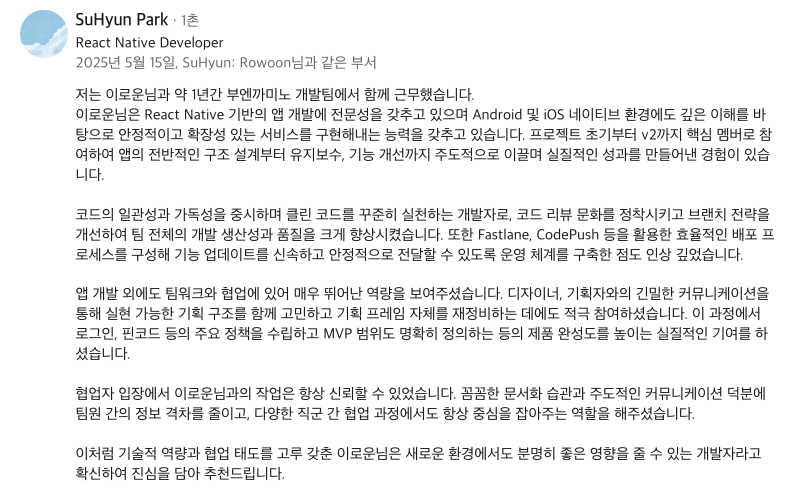 SuHyun Park · 1촌
React Native Developer
2025년 5월 15일, SuHyun: Rowoon님과 같은 부서
저는 이로운님과 약 1년간 부엔까미노 개발팀에서 함께 근무했습니다.
이로운님은 React Native 기반의 앱 개발에 전문성을 갖추고 있으며 Android 및 iOS 네이티브 환경에도 깊은 이해를 바
탕으로 안정적이고 확장성 있는 서비스를 구현해내는 능력을 갖추고 있습니다. 프로젝트 초기부터 v2까지 핵심 멤버로 참
여하여 앱의 전반적인 구조 설계부터 유지보수, 기능 개선까지 주도적으로 이끌며 실질적인 성과를 만들어낸 경험이 있습
니다.
코드의 일관성과 가독성을 중시하며 클린 코드를 꾸준히 실천하는 개발자로, 코드 리뷰 문화를 정착시키고 브랜치 전략을
개선하여 팀 전체의 개발 생산성과 품질을 크게 향상시켰습니다. 또한 Fastlane, CodePush 등을 활용한 효율적인 배포 프
로세스를 구성해 기능 업데이트를 신속하고 안정적으로 전달할 수 있도록 운영 체계를 구축한 점도 인상 깊었습니다.
앱 개발 외에도 팀워크와 협업에 있어 매우 뛰어난 역량을 보여주셨습니다. 디자이너, 기획자와의 긴밀한 커뮤니케이션을
통해 실현 가능한 기획 구조를 함께 고민하고 기획 프레임 자체를 재정비하는 데에도 적극 참여하셨습니다. 이 과정에서
로그인, 핀코드 등의 주요 정책을 수립하고 MVP 범위도 명확히 정의하는 등의 제품 완성도를 높이는 실질적인 기여를 하
셨습니다.
협업자 입장에서 이로운님과의 작업은 항상 신뢰할 수 있었습니다. 꼼꼼한 문서화 습관과 주도적인 커뮤니케이션 덕분에
팀원 간의 정보 격차를 줄이고, 다양한 직군 간 협업 과정에서도 항상 중심을 잡아주는 역할을 해주셨습니다.
이처럼 기술적 역량과 협업 태도를 고루 갖춘 이로운님은 새로운 환경에서도 분명히 좋은 영향을 줄 수 있는 개발자라고
확신하여 진심을 담아 추천드립니다.